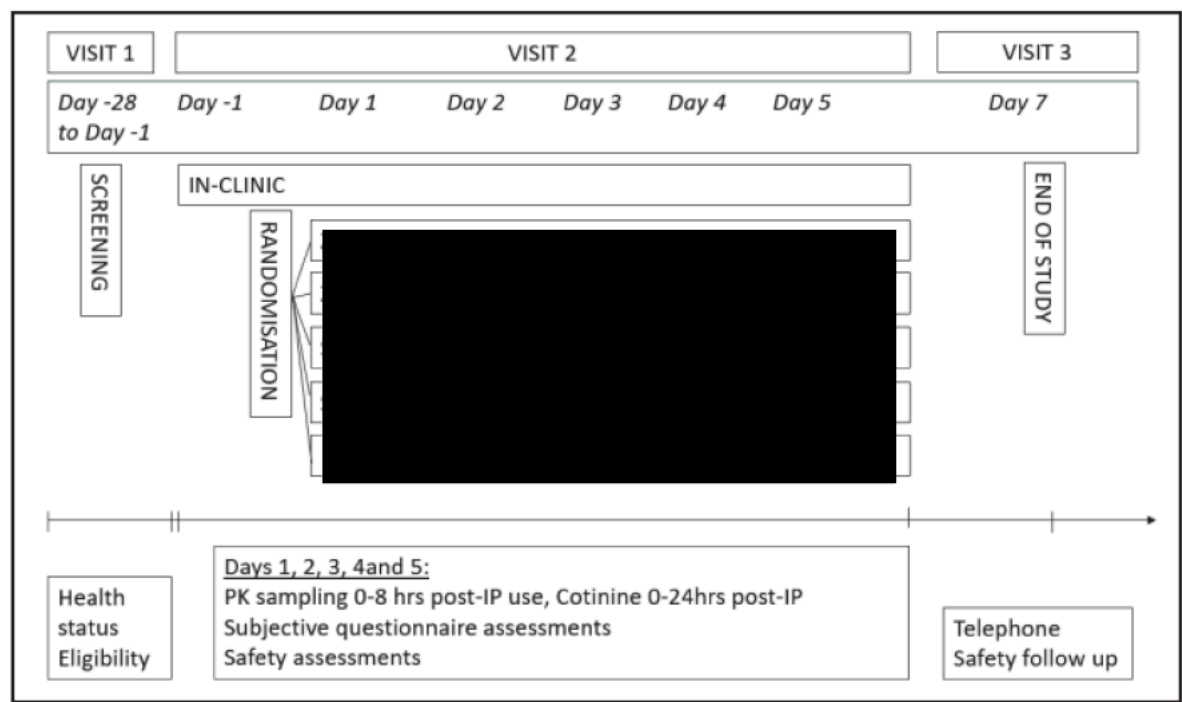 VISIT 1
VISIT 2
VISIT 3
Day -28
to Day -1
Day -1
Day 1
Day 2
Day 3
Day 4
Day 5
Day 7
SCREENING
IN-CLINIC
RANDOMISATION
END OF STUDY
Health
status
Eligibility
Days 1, 2, 3, 4and 5:
PK sampling 0-8 hrs post-IP use, Cotinine 0-24hrs post-IP
Subjective questionnaire assessments
Safety assessments
Telephone
Safety follow up